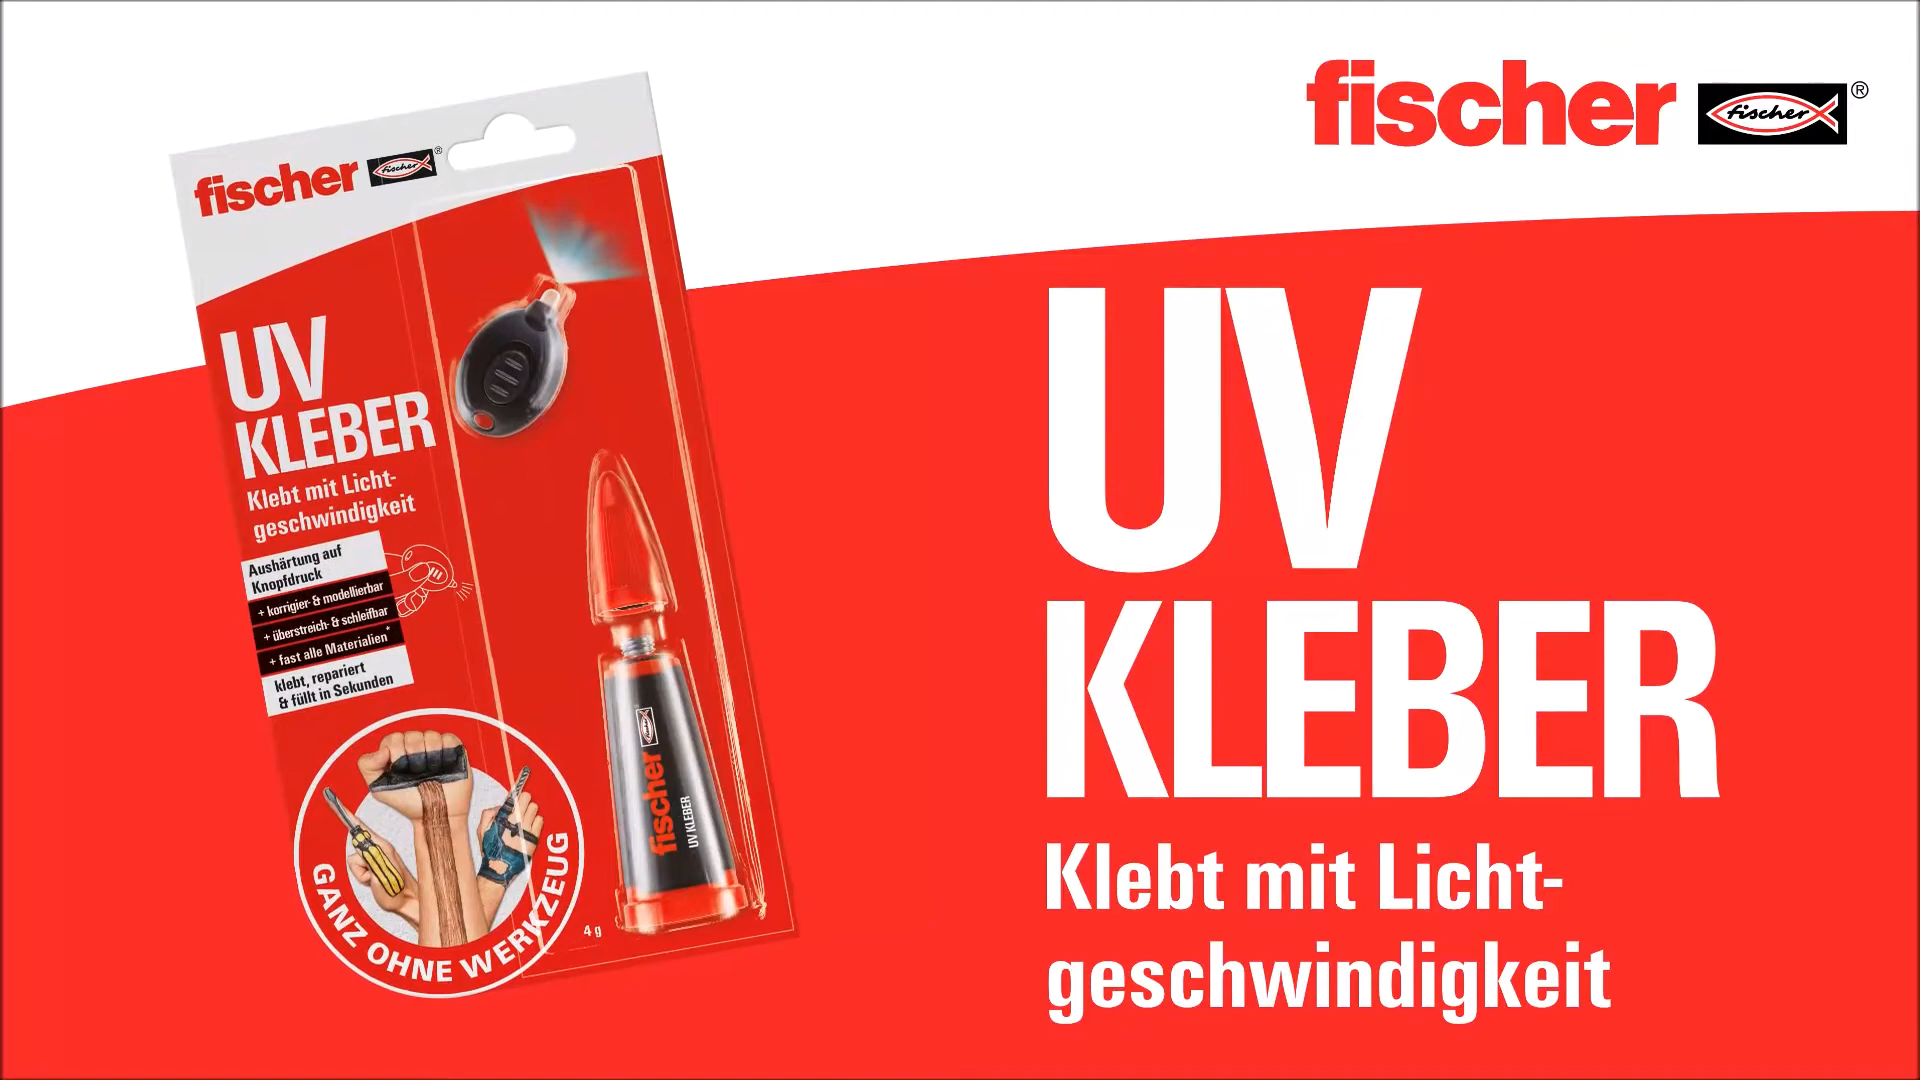 fischer fischer ®
UV
KLEBER
Klebt mit Licht-
geschwindigkeit
fischer fischer ®
UV
KLEBER
Klebt mit Licht-
geschwindigkeit
Aushärtung auf
Knopfdruck
+ korrigier- & modellierbar
+ überstreich- & schleifbar
+ fast alle Materialien*
klebt, repariert
& füllt in Sekunden
GANZ OHNE WERKZEUG
4 g
fischer
UV KLEBER